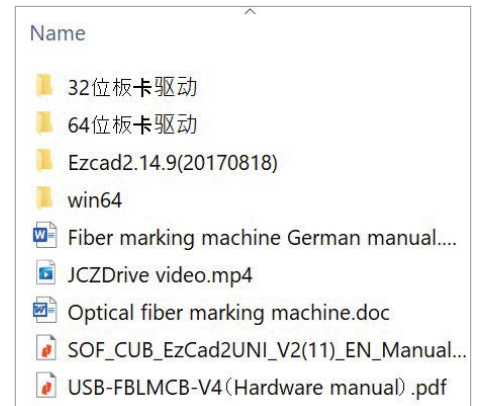 Name
32位板卡驱动
64位板卡驱动
Ezcad2.14.9(20170818)
win64
Fiber marking machine German manual....
JCZDrive video.mp4
Optical fiber marking machine.doc
SOF_CUB_EzCad2UNI_V2(11)_EN_Manual...
USB-FBLMCB-V4（Hardware manual）.pdf